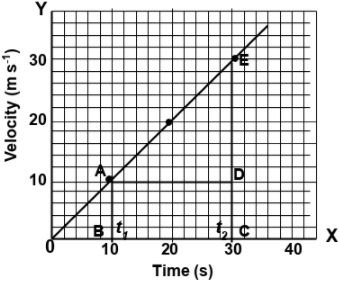 Y
Velocity (m s⁻¹)
30
20
10
0
E
A
D
B t₁
t₂ C
X
10 20 30 40
Time (s)